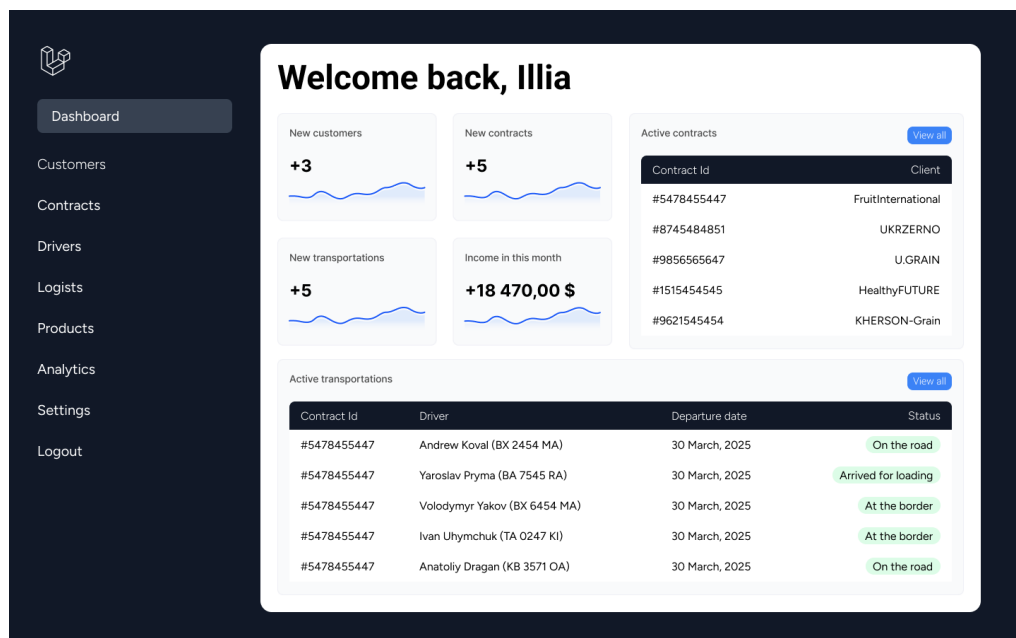 Dashboard
Customers
Contracts
Drivers
Logists
Products
Analytics
Settings
Logout
Welcome back, Illia
New customers
+3
New contracts
+5
New transportations
+5
Income in this month
+18 470,00 $
Active contracts
View all
Contract Id Client
#5478455447 FruitInternational
#8745484851 UKRZERNO
#9856565647 U.GRAIN
#1515454545 HealthyFUTURE
#9621545454 KHERSON-Grain
Active transportations
View all
Contract Id Driver Departure date Status
#5478455447 Andrew Koval (BX 2454 MA) 30 March, 2025 On the road
#5478455447 Yaroslav Pryma (BA 7545 RA) 30 March, 2025 Arrived for loading
#5478455447 Volodymyr Yakov (BX 6454 MA) 30 March, 2025 At the border
#5478455447 Ivan Uhymchuk (TA 0247 KI) 30 March, 2025 At the border
#5478455447 Anatoliy Dragan (KB 3571 OA) 30 March, 2025 On the road